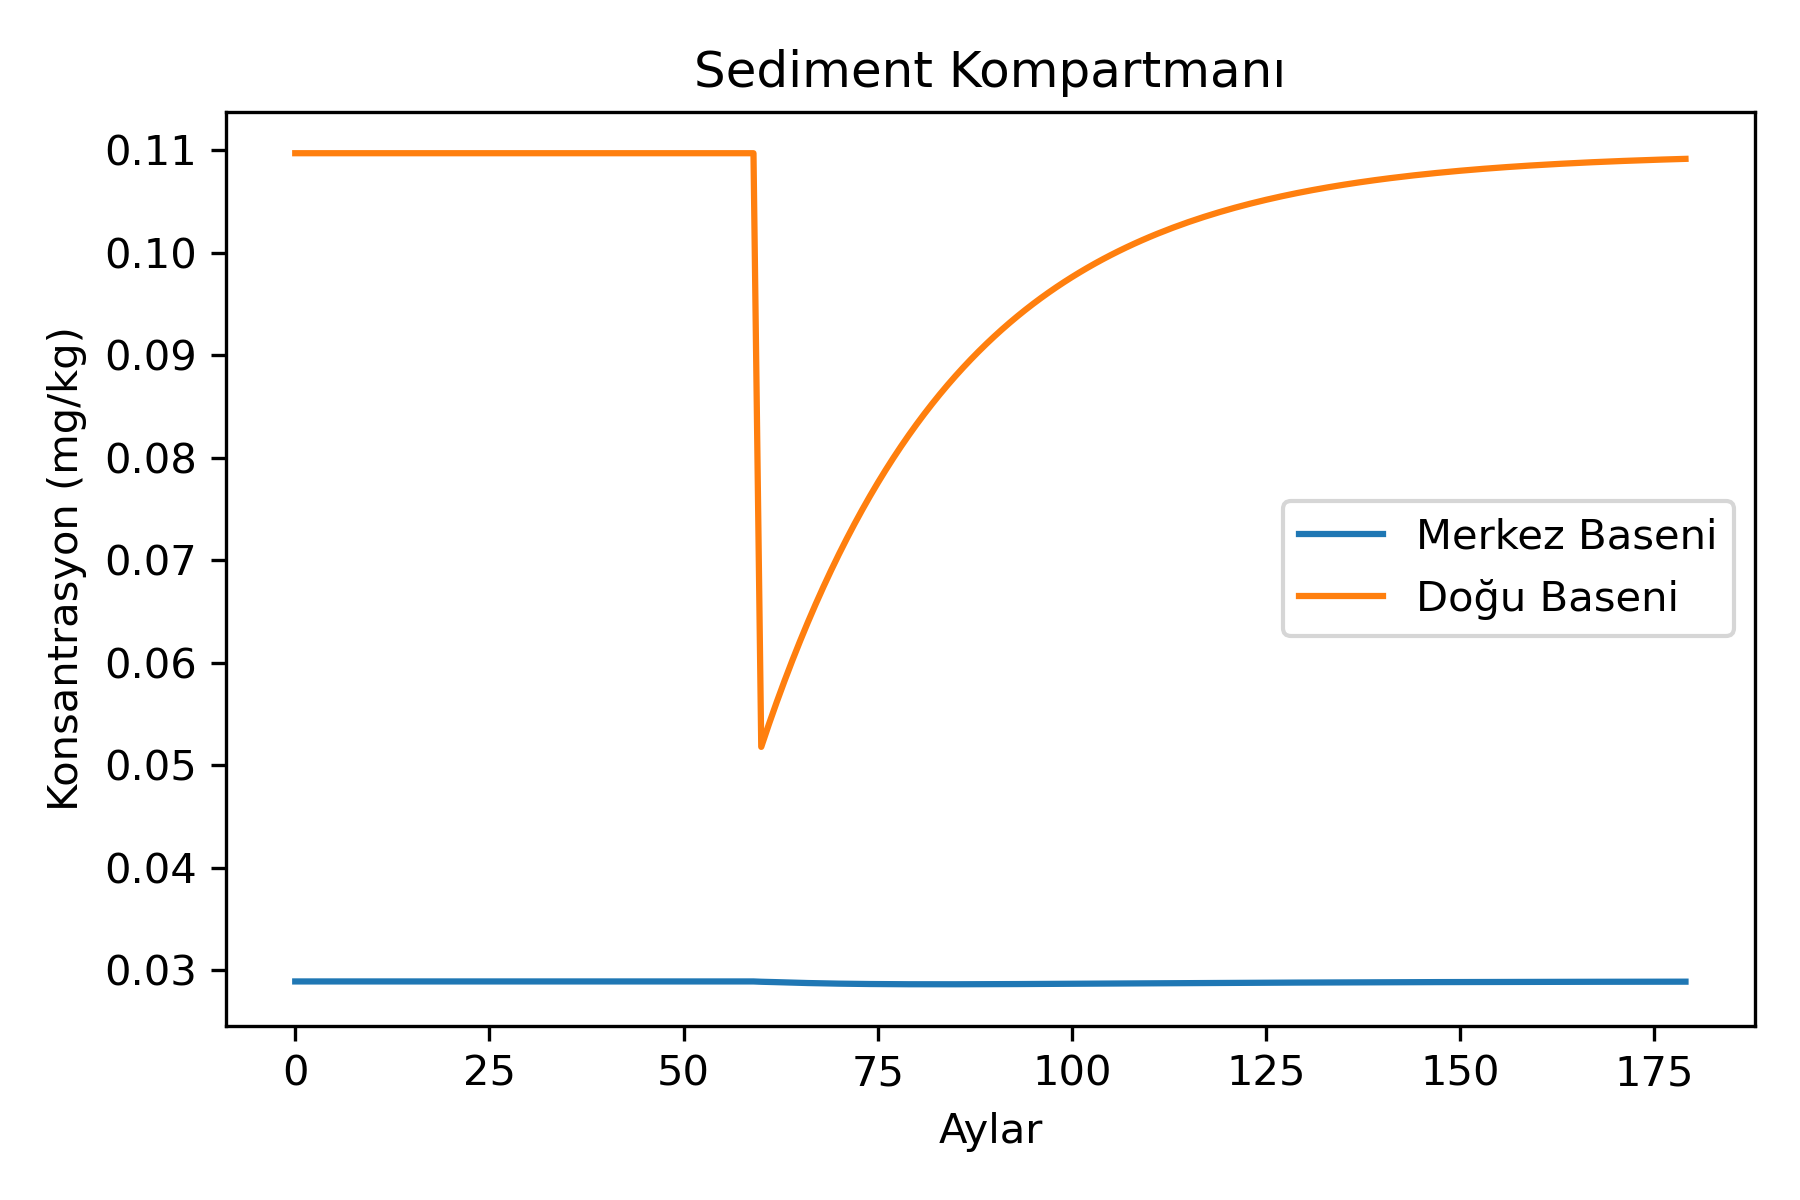 Sediment Kompartmanı
Konsantrasyon (mg/kg)
0.11
0.10
0.09
0.08
0.07
0.06
0.05
0.04
0.03
Merkez Baseni
Doğu Baseni
0 25 50 75 100 125 150 175
Aylar